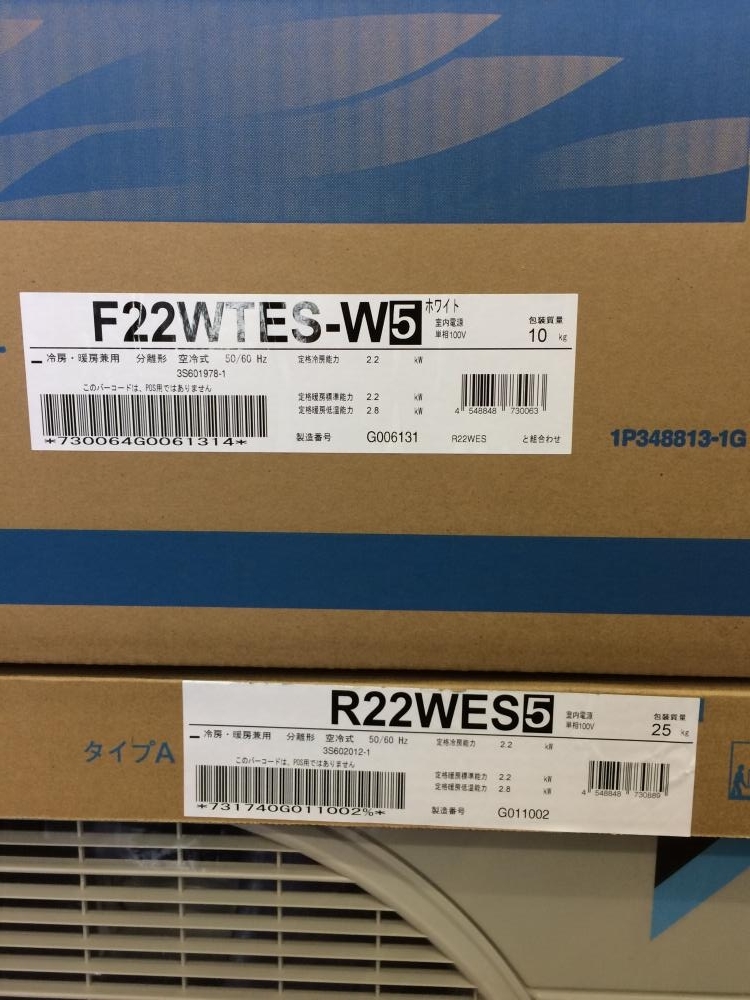 F22WTES-W5 ホワイト
室内電源
単相100V
包装質量
10 kg
冷房・暖房兼用 分離形 空冷式 50/60 Hz
3S601978-1
このバーコードは、POS用ではありません
*730064G0061314*
定格冷房能力 2.2 kW
定格暖房標準能力 2.2 kW
定格暖房低温能力 2.8 kW
製造番号 G006131
4 548848 730063
R22WES と組合わせ
1P348813-1G
タイプA
R22WES5
室内電源
単相100V
包装質量
25 kg
冷房・暖房兼用 分離形 空冷式 50/60 Hz
3S602012-1
このバーコードは、POS用ではありません
*731740G011002%*
定格冷房能力 2.2 kW
定格暖房標準能力 2.2 kW
定格暖房低温能力 2.8 kW
製造番号 G011002
4 548848 730889